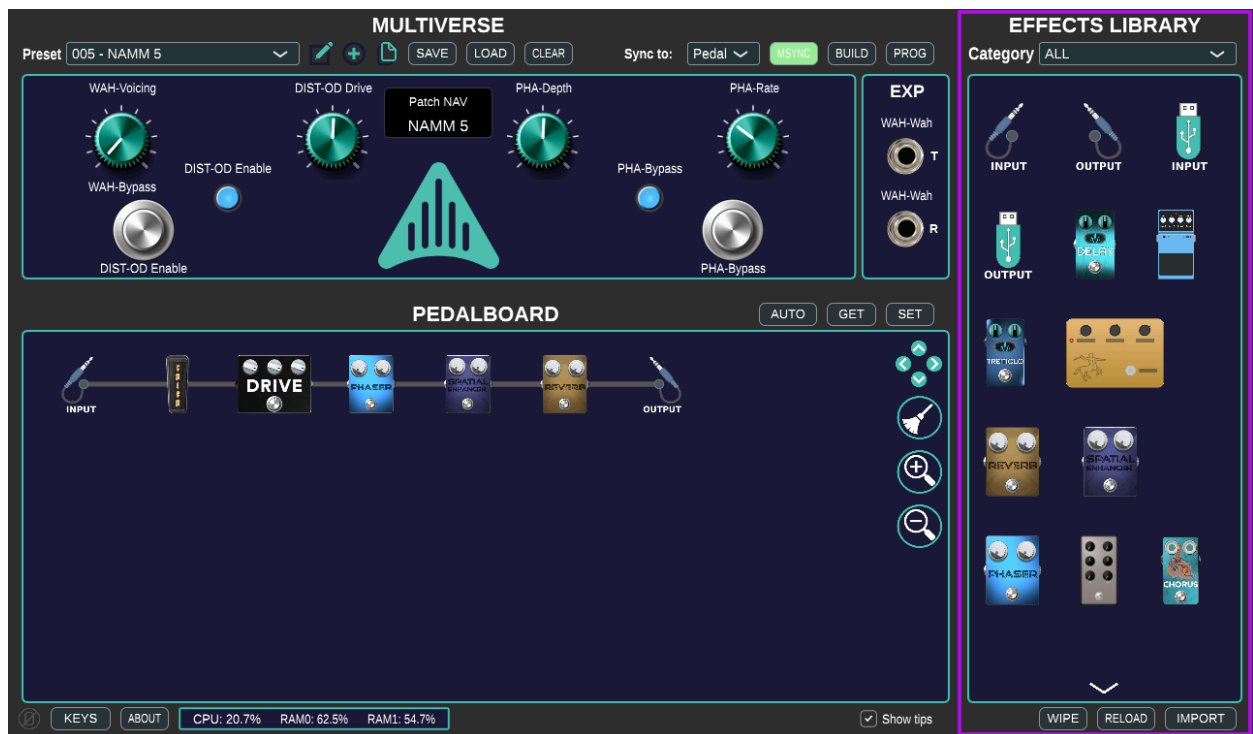 MULTIVERSE
EFFECTS LIBRARY
Preset 005 - NAMM 5 SAVE LOAD CLEAR Sync to: Pedal MSYNC BUILD PROG
Category ALL
WAH-Voicing DIST-OD Drive PHA-Depth PHA-Rate
Patch NAV
NAMM 5
DIST-OD Enable
PHA-Bypass
WAH-Bypass
DIST-OD Enable
PHA-Bypass
EXP
WAH-Wah
T
WAH-Wah
R
INPUT OUTPUT INPUT
OUTPUT
DELAY
TREMOLO
REVERB
SPATIAL
ENHANCER
PHASER
CHORUS
PEDALBOARD AUTO GET SET
INPUT
DRIVE
PHASER
SPATIAL
ENHANCER
REVERB
OUTPUT
KEYS ABOUT CPU: 20.7% RAM0: 62.5% RAM1: 54.7% Show tips
WIPE RELOAD IMPORT